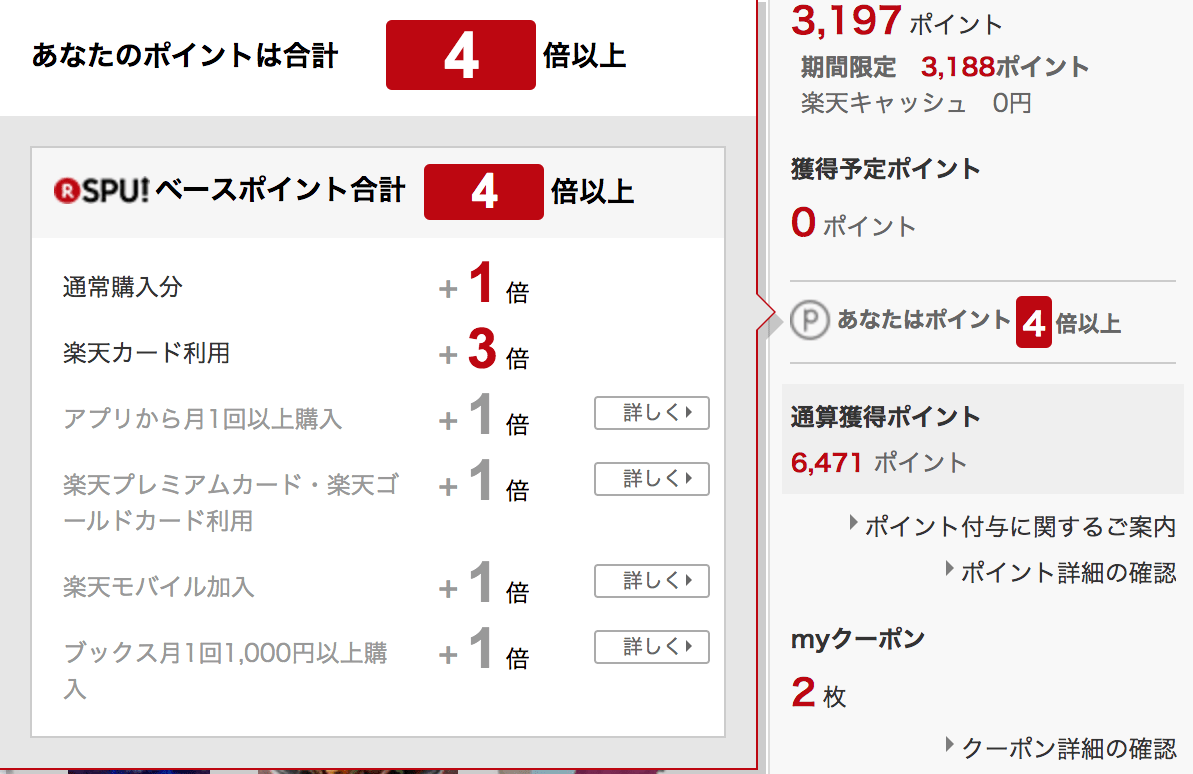 あなたのポイントは合計 4 倍以上
R SPU! ベースポイント合計 4 倍以上
通常購入分 + 1 倍
楽天カード利用 + 3 倍
アプリから月1回以上購入 + 1 倍 詳しく
楽天プレミアムカード・楽天ゴ + 1 倍 詳しく
ールドカード利用
楽天モバイル加入 + 1 倍 詳しく
ブックス月1回1,000円以上購 + 1 倍 詳しく
入
3,197 ポイント
期間限定 3,188ポイント
楽天キャッシュ 0円
獲得予定ポイント
0 ポイント
P あなたはポイント 4 倍以上
通算獲得ポイント
6,471 ポイント
ポイント付与に関するご案内
ポイント詳細の確認
myクーポン
2 枚
クーポン詳細の確認